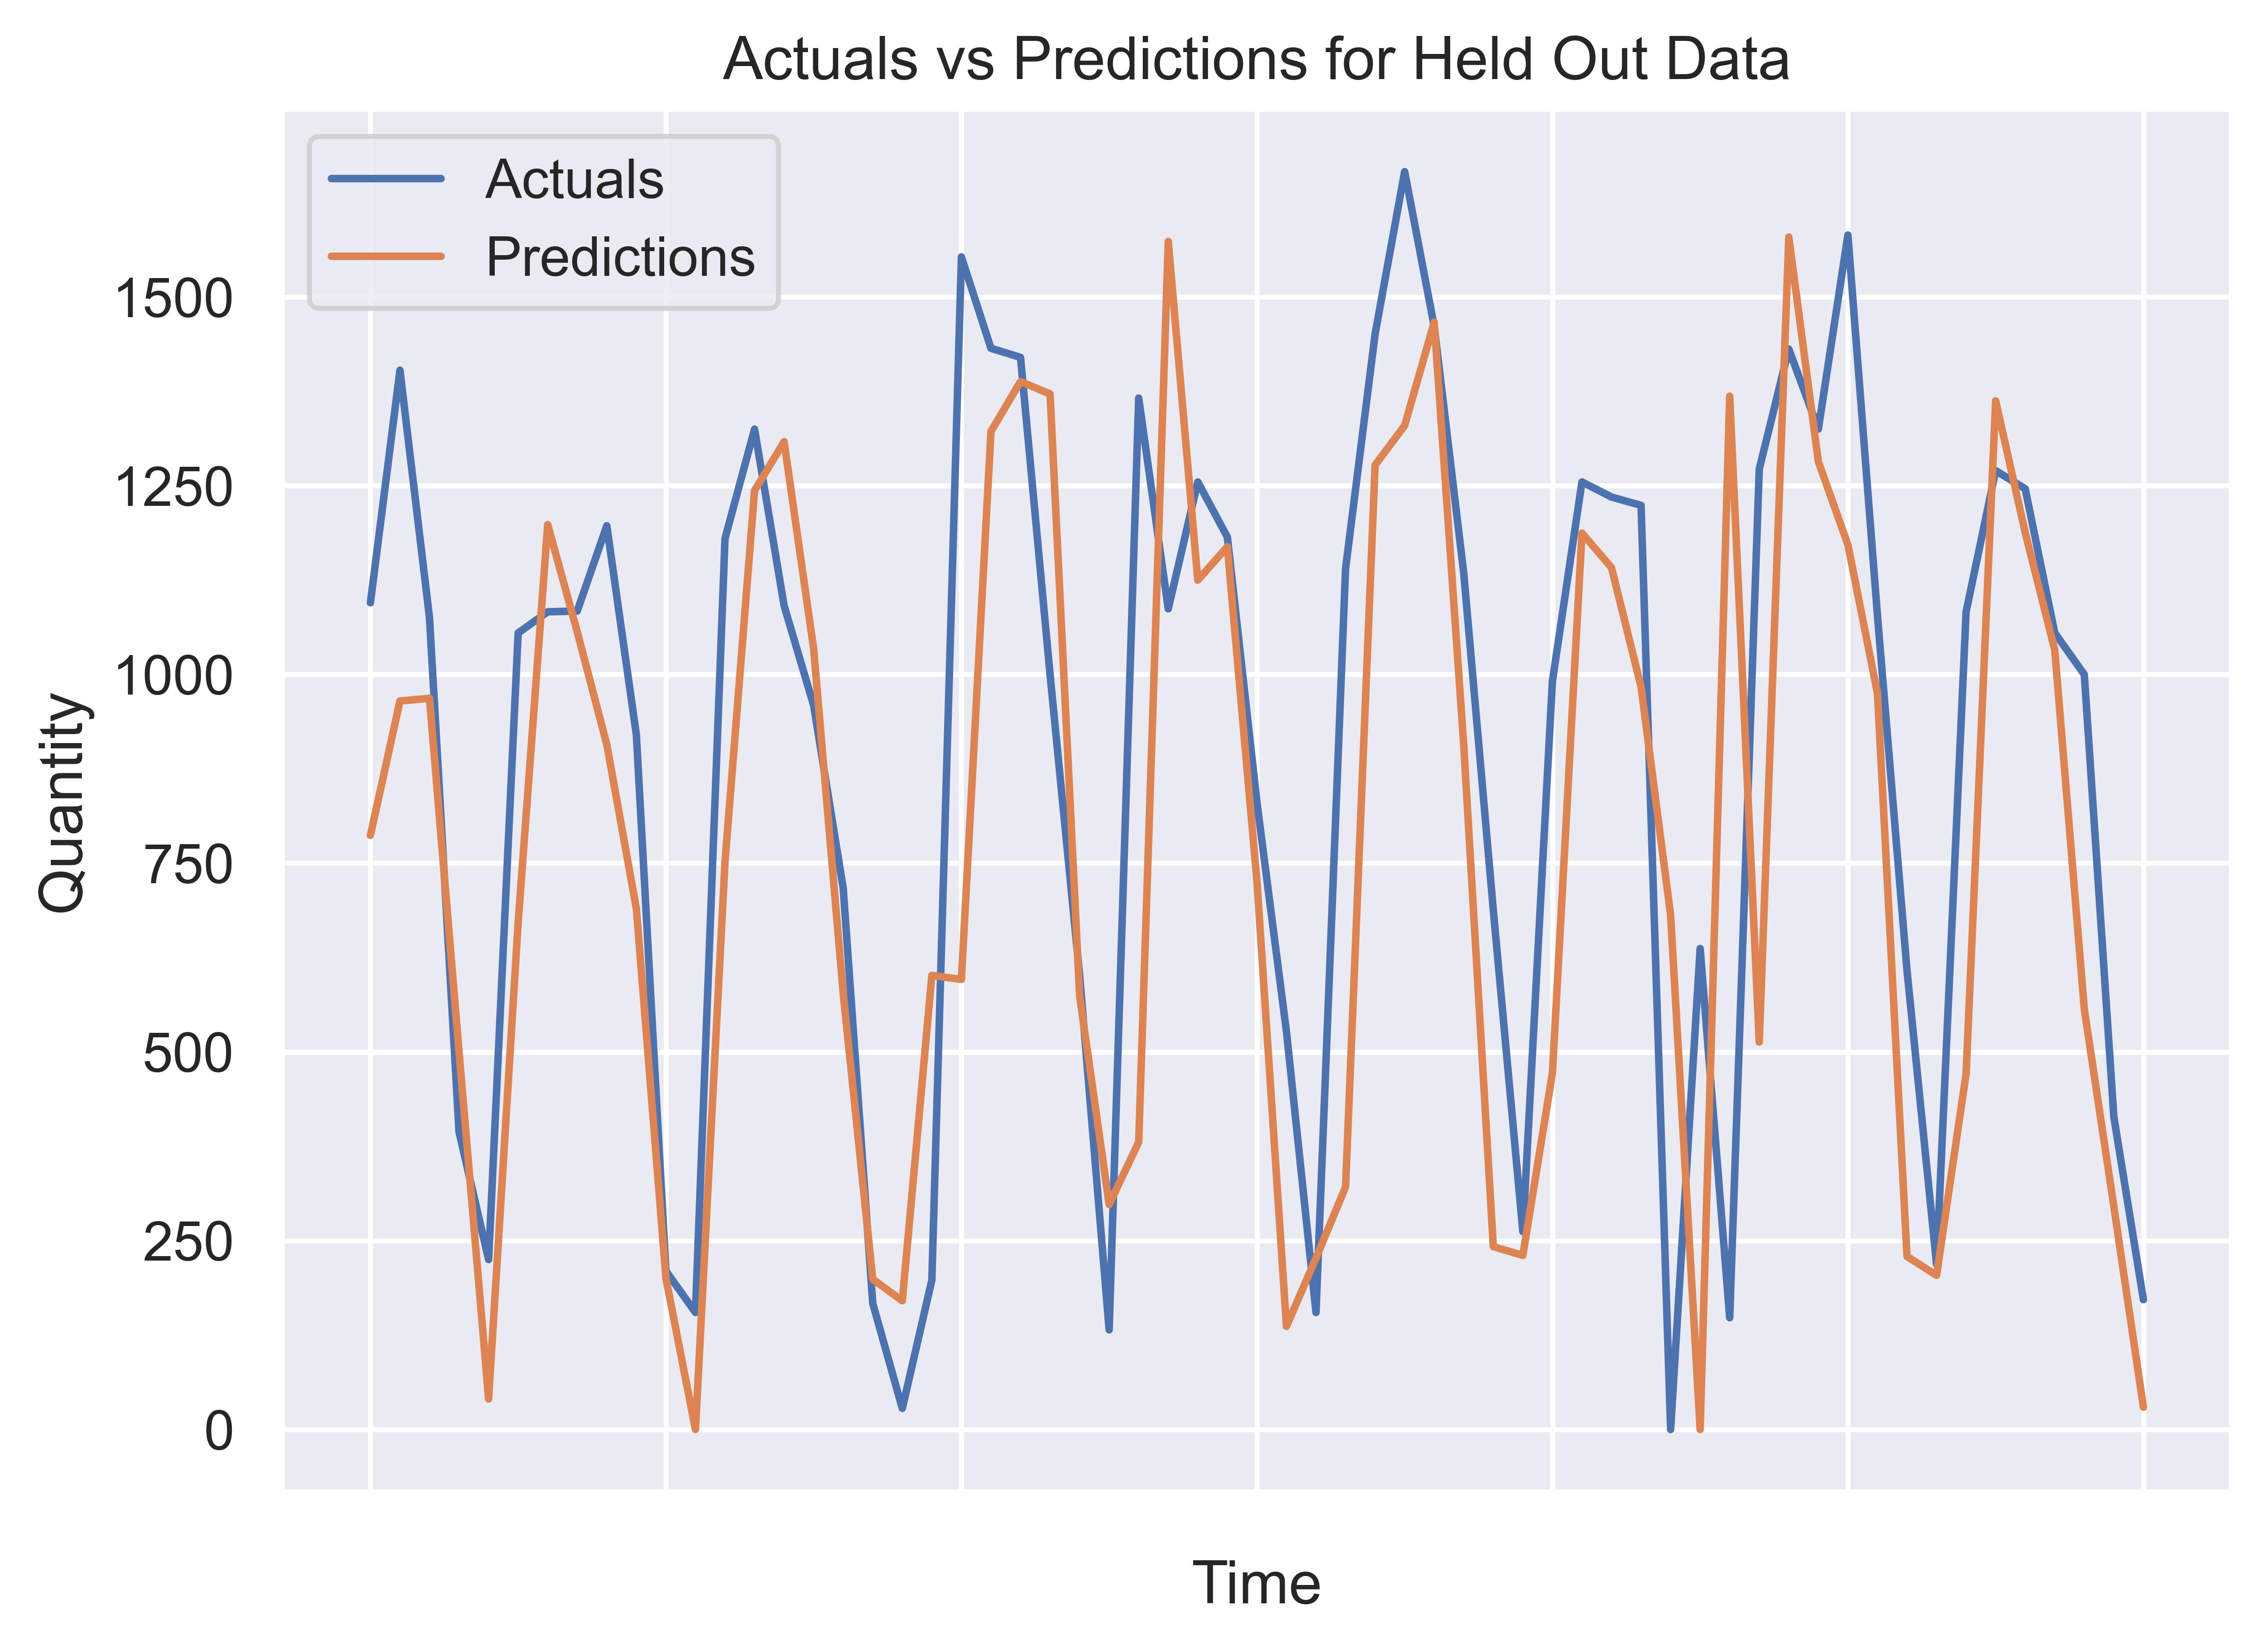 Actuals vs Predictions for Held Out Data
Actuals
Predictions
1500
1250
1000
750
500
250
0
Quantity
Time